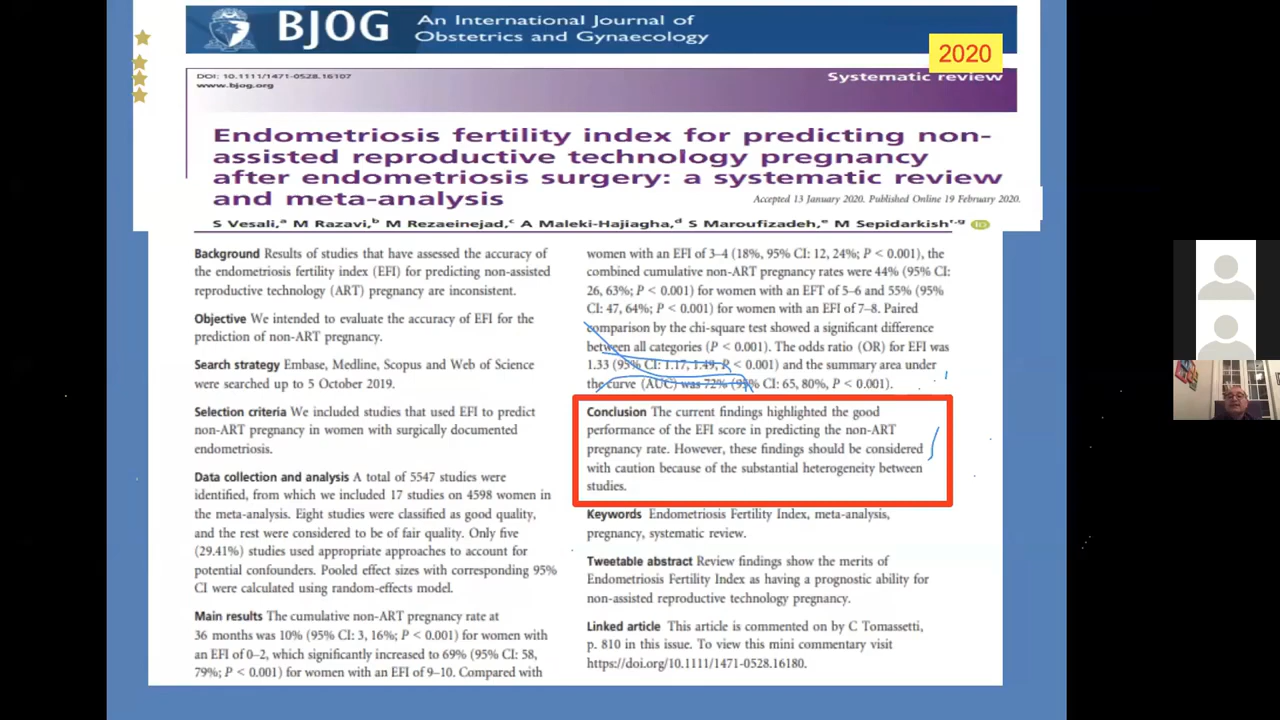 BJOG
An International Journal of
Obstetrics and Gynaecology
2020
DOI: 10.1111/1471-0528.16107
www.bjog.org
Systematic review
Endometriosis fertility index for predicting non-
assisted reproductive technology pregnancy
after endometriosis surgery: a systematic review
and meta-analysis
Accepted 13 January 2020. Published Online 19 February 2020.
S Vesali,a M Razavi,b M Rezaeinejad,c A Maleki-Hajiagha,d S Maroufizadeh,e M Sepidarkishf,g
Background Results of studies that have assessed the accuracy of
the endometriosis fertility index (EFI) for predicting non-assisted
reproductive technology (ART) pregnancy are inconsistent.
Objective We intended to evaluate the accuracy of EFI for the
prediction of non-ART pregnancy.
Search strategy Embase, Medline, Scopus and Web of Science
were searched up to 5 October 2019.
Selection criteria We included studies that used EFI to predict
non-ART pregnancy in women with surgically documented
endometriosis.
Data collection and analysis A total of 5547 studies were
identified, from which we included 17 studies on 4598 women in
the meta-analysis. Eight studies were classified as good quality,
and the rest were considered to be of fair quality. Only five
(29.41%) studies used appropriate approaches to account for
potential confounders. Pooled effect sizes with corresponding 95%
CI were calculated using random-effects model.
Main results The cumulative non-ART pregnancy rate at
36 months was 10% (95% CI: 3, 16%; P < 0.001) for women with
an EFI of 0–2, which significantly increased to 69% (95% CI: 58,
79%; P < 0.001) for women with an EFI of 9–10. Compared with
women with an EFI of 3–4 (18%, 95% CI: 12, 24%; P < 0.001), the
combined cumulative non-ART pregnancy rates were 44% (95% CI:
26, 63%; P < 0.001) for women with an EFT of 5–6 and 55% (95%
CI: 47, 64%; P < 0.001) for women with an EFI of 7–8. Paired
comparison by the chi-square test showed a significant difference
between all categories (P < 0.001). The odds ratio (OR) for EFI was
1.33 (95% CI: 1.17, 1.49, P < 0.001) and the summary area under
the curve (AUC) was 72% (95% CI: 65, 80%, P < 0.001).
Conclusion The current findings highlighted the good
performance of the EFI score in predicting the non-ART
pregnancy rate. However, these findings should be considered
with caution because of the substantial heterogeneity between
studies.
Keywords Endometriosis Fertility Index, meta-analysis,
pregnancy, systematic review.
Tweetable abstract Review findings show the merits of
Endometriosis Fertility Index as having a prognostic ability for
non-assisted reproductive technology pregnancy.
Linked article This article is commented on by C Tomassetti,
p. 810 in this issue. To view this mini commentary visit
https://doi.org/10.1111/1471-0528.16180.